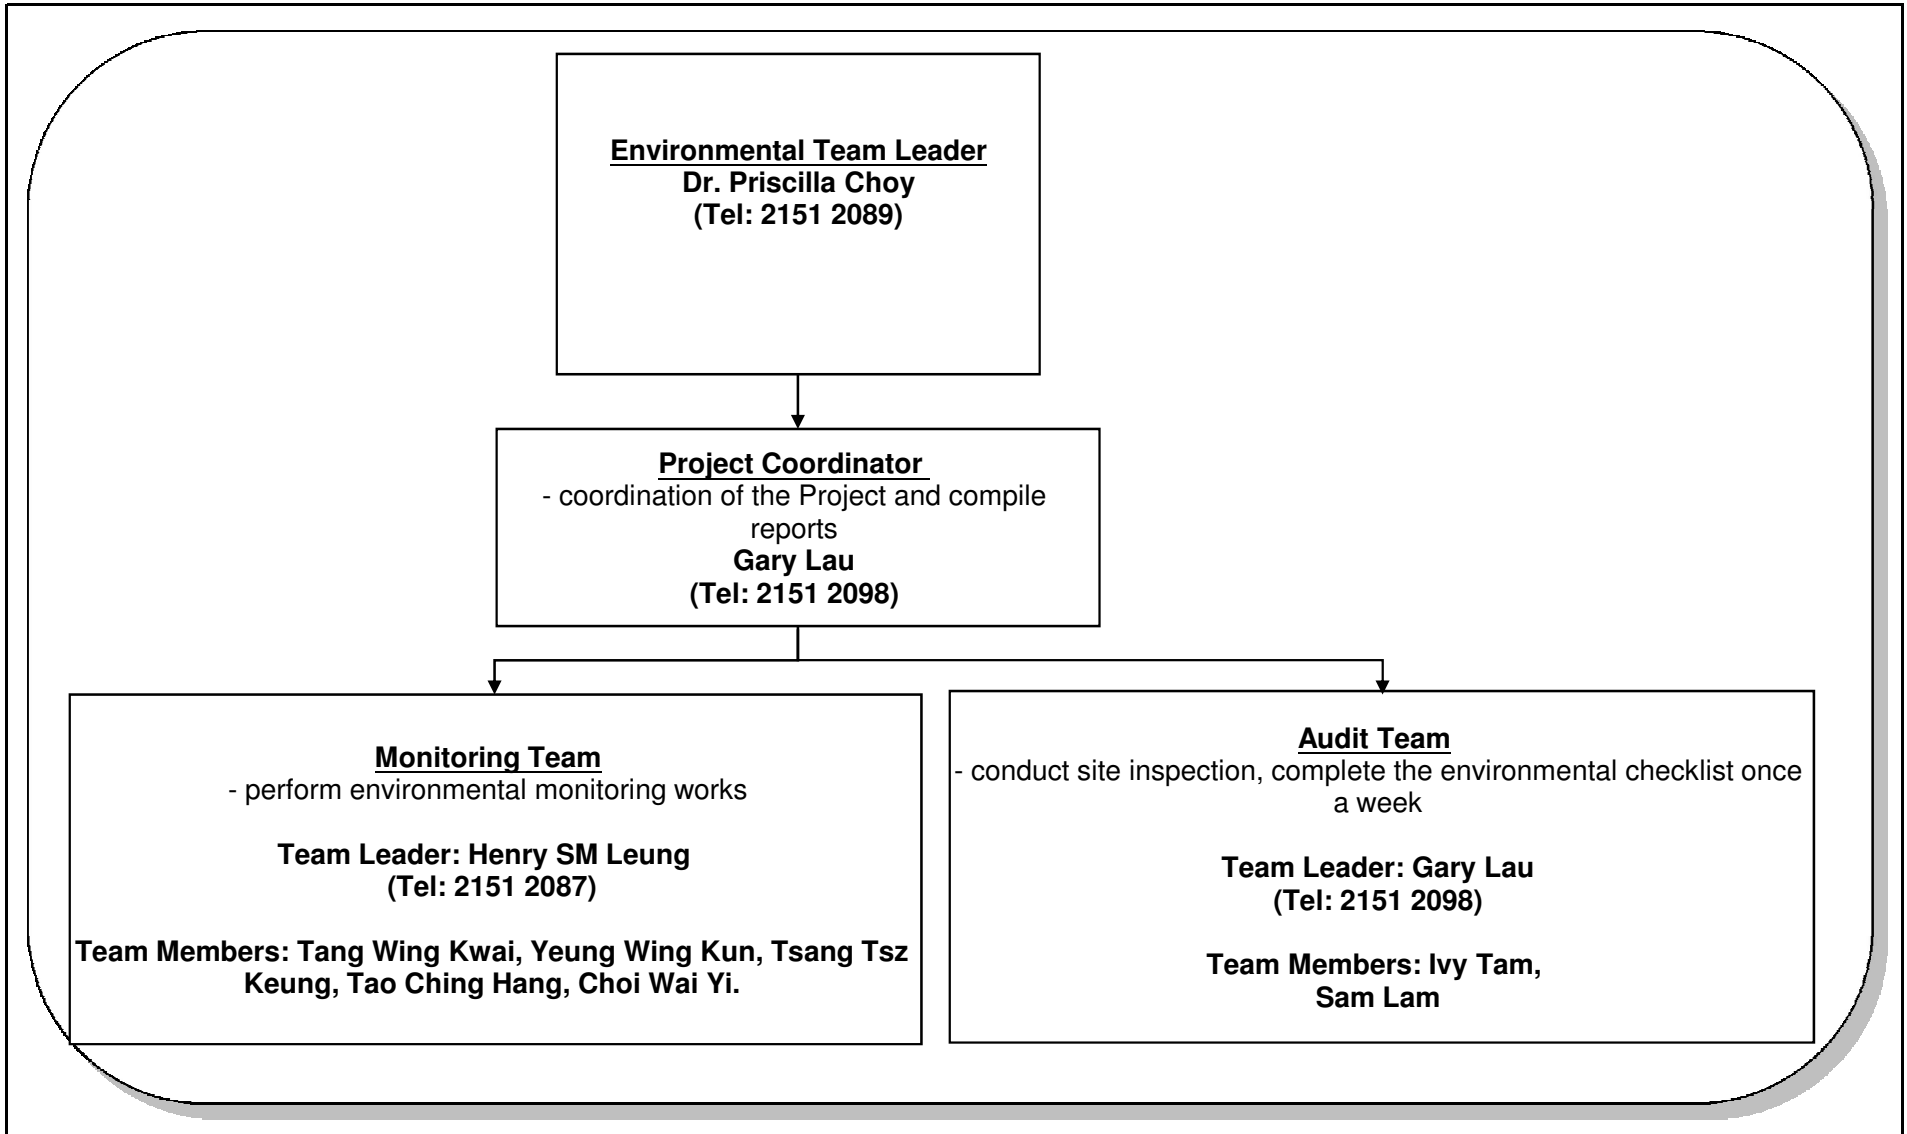 Environmental Team Leader
Dr. Priscilla Choy
(Tel: 2151 2089)
Project Coordinator
- coordination of the Project and compile
reports
Gary Lau
(Tel: 2151 2098)
Monitoring Team
- perform environmental monitoring works
Team Leader: Henry SM Leung
(Tel: 2151 2087)
Team Members: Tang Wing Kwai, Yeung Wing Kun, Tsang Tsz
Keung, Tao Ching Hang, Choi Wai Yi.
Audit Team
- conduct site inspection, complete the environmental checklist once
a week
Team Leader: Gary Lau
(Tel: 2151 2098)
Team Members: Ivy Tam,
Sam Lam